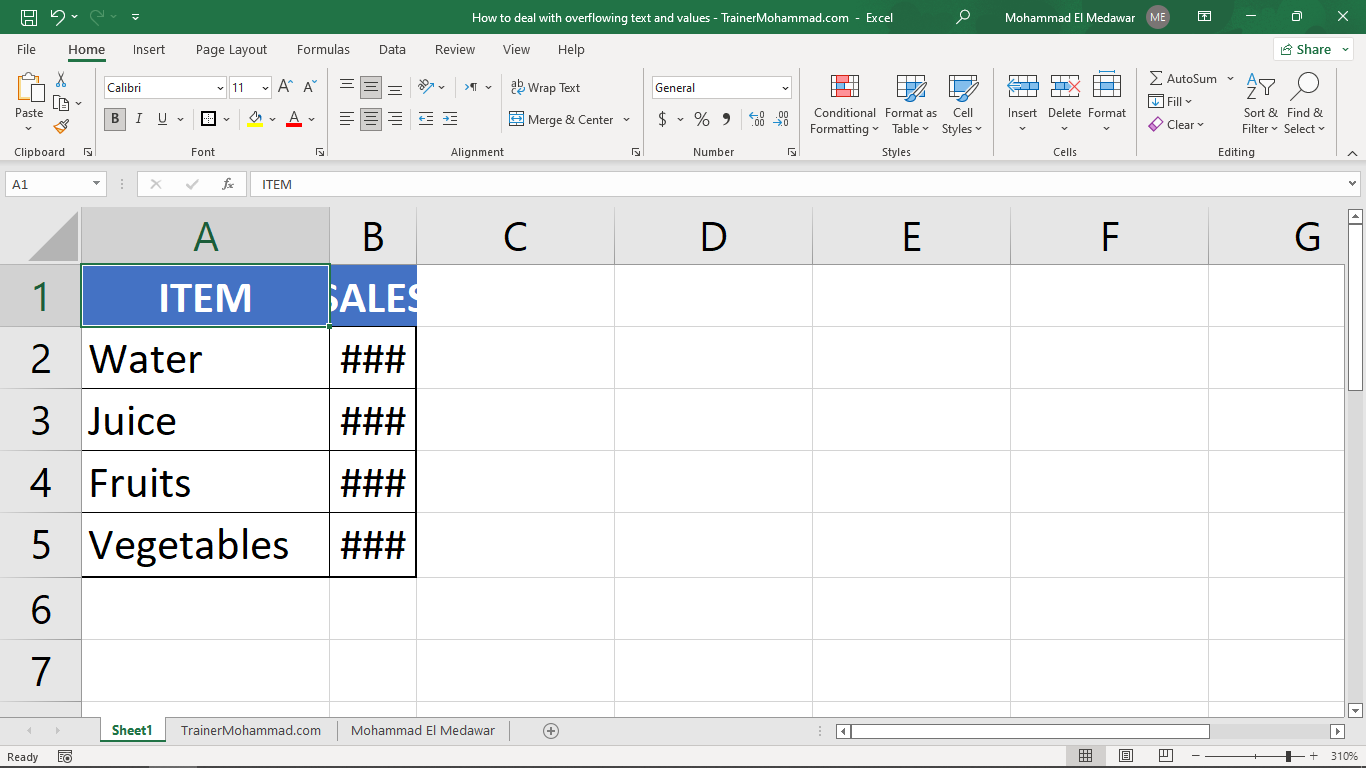 How to deal with overflowing text and values - TrainerMohammad.com - Excel
Mohammad El Medawar ME
File Home Insert Page Layout Formulas Data Review View Help Share
Paste
Clipboard
Calibri 11
B I U A
Font
Wrap Text
Merge & Center
Alignment
General
$ % 9
Number
Conditional Formatting
Format as Table
Cell Styles
Styles
Insert Delete Format
Cells
AutoSum
Fill
Clear
Sort & Filter
Find & Select
Editing
A1 fx ITEM
A B C D E F G
1 ITEM SALES
2 Water ###
3 Juice ###
4 Fruits ###
5 Vegetables ###
6
7
Sheet1 TrainerMohammad.com Mohammad El Medawar
Ready 310%